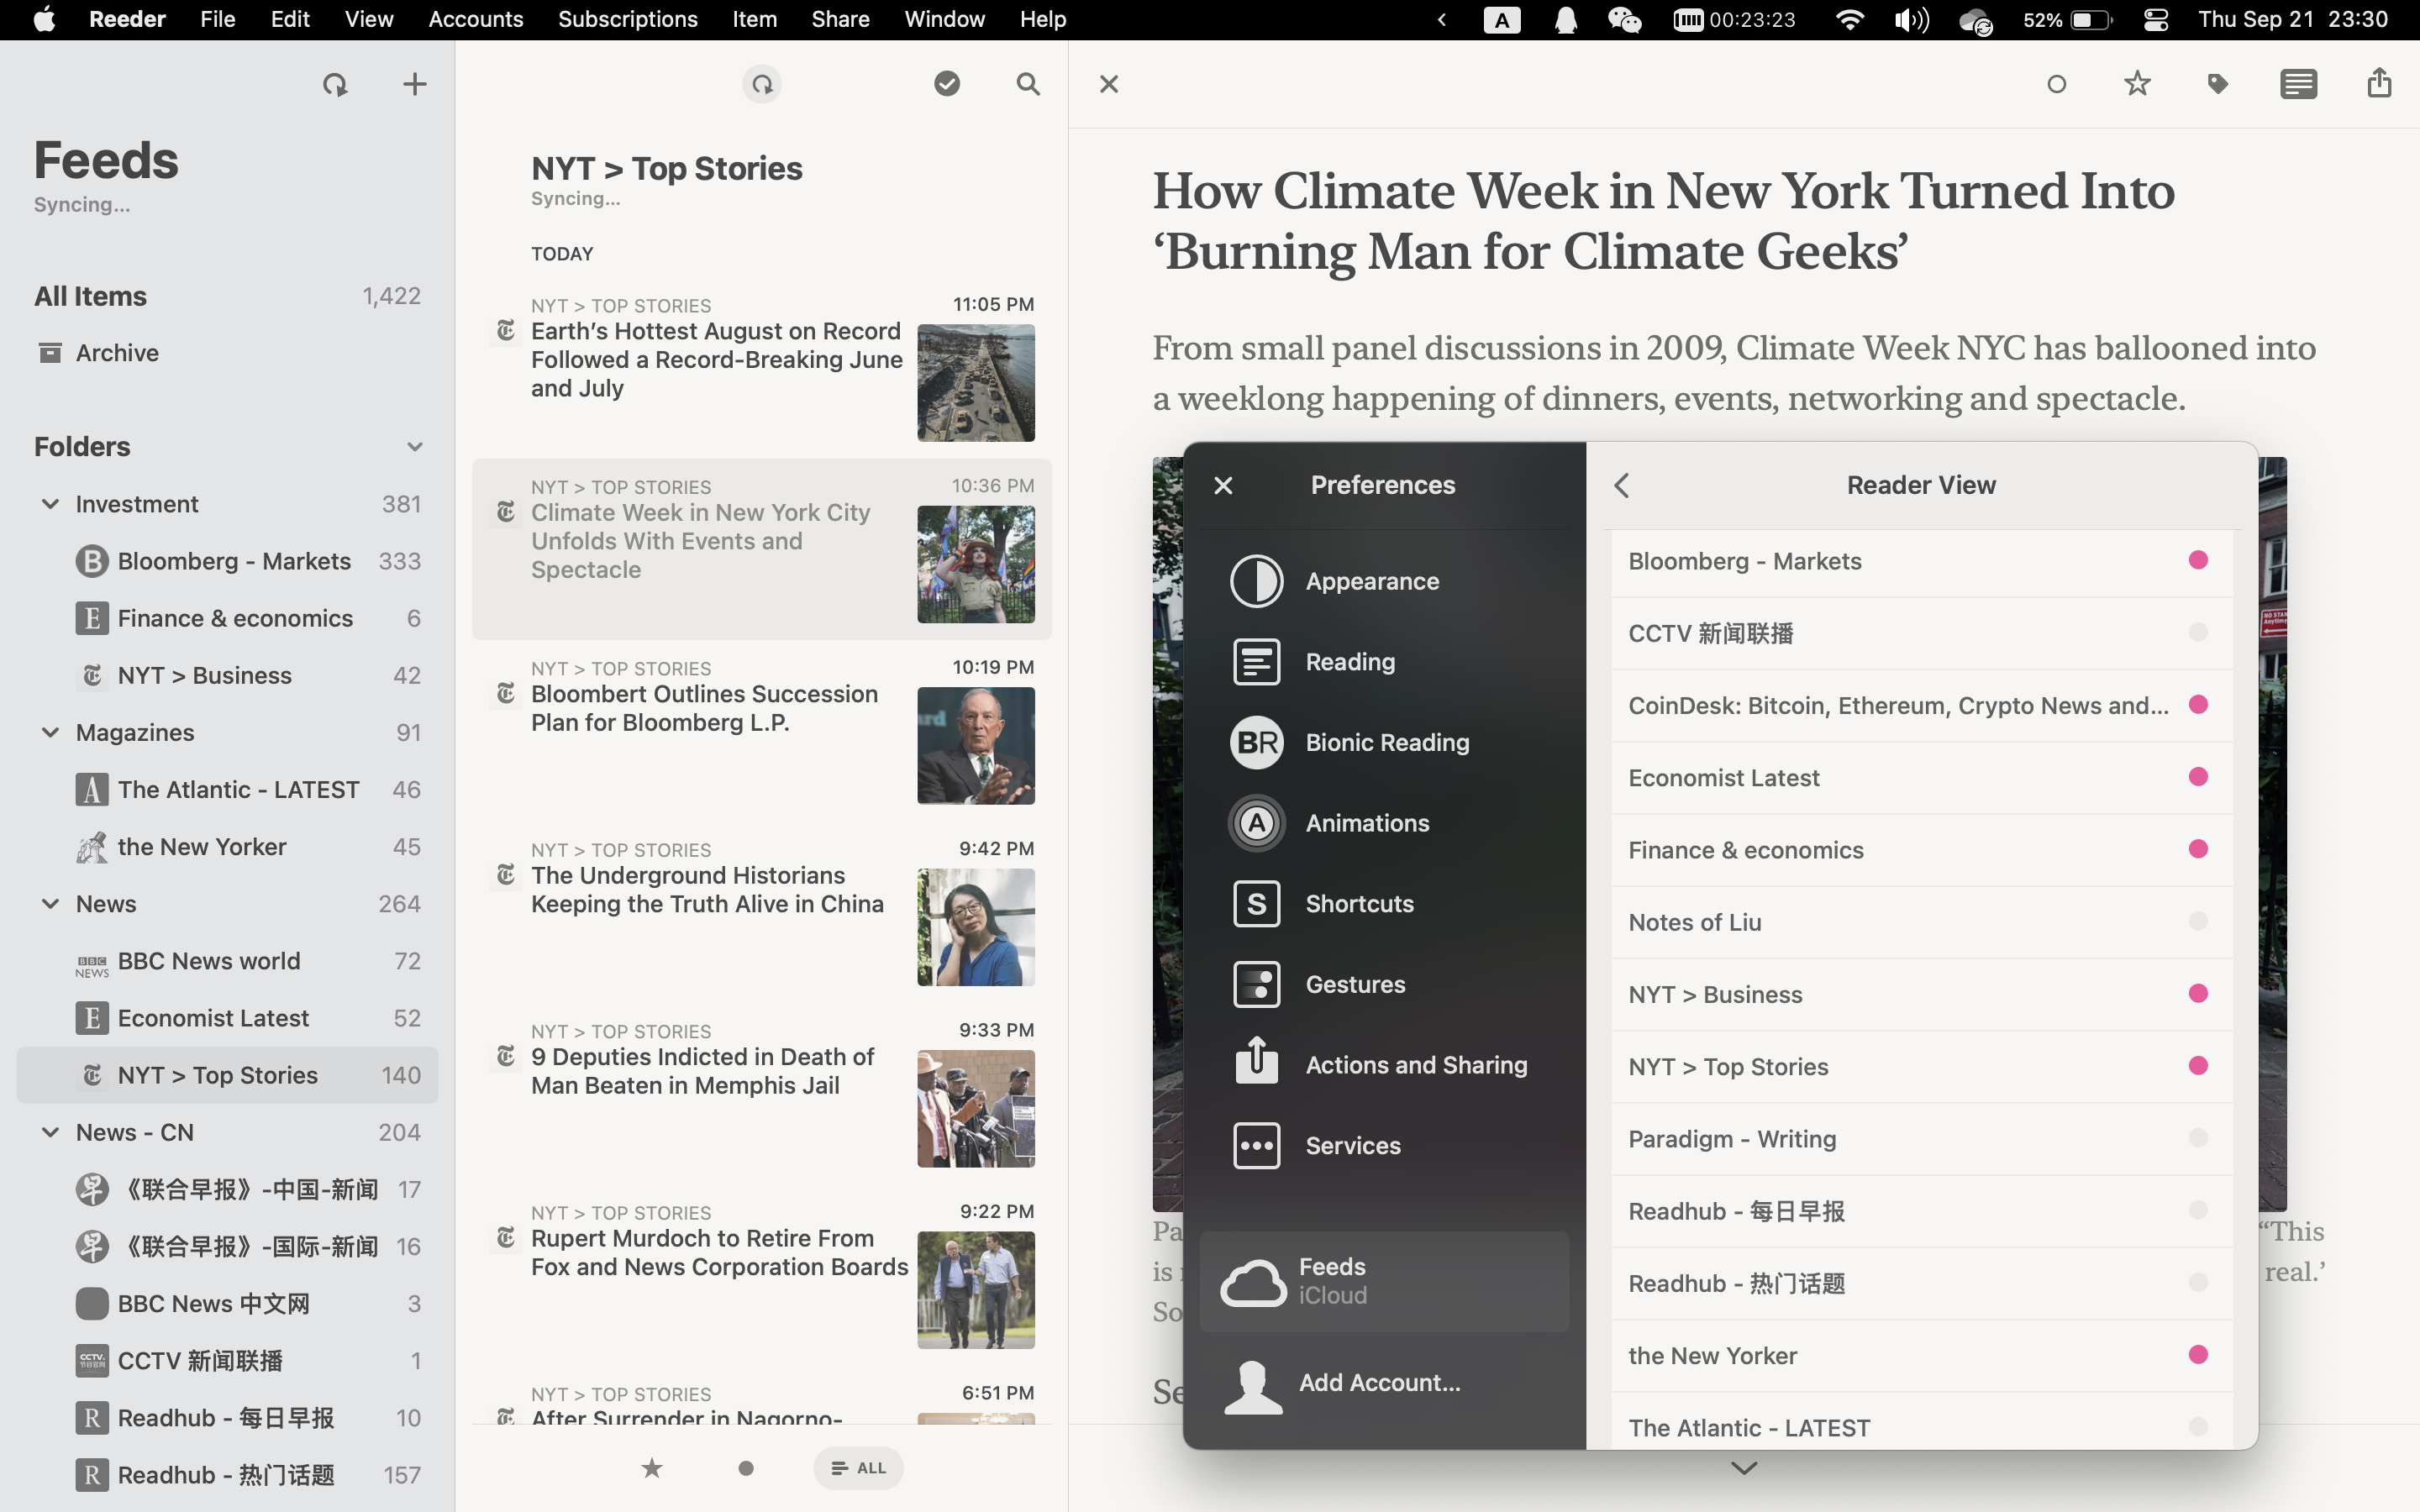 Reader File Edit View Accounts Subscriptions Item Share Window Help A 00:23:23 52% Thu Sep 21 23:30
Feeds
Syncing...
All Items 1,422
Archive
Folders
Investment 381
B Bloomberg - Markets 333
E Finance & economics 6
NYT > Business 42
Magazines 91
A The Atlantic - LATEST 46
the New Yorker 45
News 264
BBC NEWS BBC News world 72
E Economist Latest 52
NYT > Top Stories 140
News - CN 204
早 《联合早报》-中国-新闻 17
早 《联合早报》-国际-新闻 16
BBC News 中文网 3
CCTV 新闻联播 1
R Readhub - 每日早报 10
R Readhub - 热门话题 157
NYT > Top Stories
Syncing...
TODAY
NYT > TOP STORIES 11:05 PM
Earth's Hottest August on Record
Followed a Record-Breaking June
and July
NYT > TOP STORIES 10:36 PM
Climate Week in New York City
Unfolds With Events and
Spectacle
NYT > TOP STORIES 10:19 PM
Bloombert Outlines Succession
Plan for Bloomberg L.P.
NYT > TOP STORIES 9:42 PM
The Underground Historians
Keeping the Truth Alive in China
NYT > TOP STORIES 9:33 PM
9 Deputies Indicted in Death of
Man Beaten in Memphis Jail
NYT > TOP STORIES 9:22 PM
Rupert Murdoch to Retire From
Fox and News Corporation Boards
NYT > TOP STORIES 6:51 PM
After Surrender in Nagorno-
ALL
How Climate Week in New York Turned Into
‘Burning Man for Climate Geeks’
From small panel discussions in 2009, Climate Week NYC has ballooned into
a weeklong happening of dinners, events, networking and spectacle.
Pa “This
is real.’
So
Se
Preferences
Appearance
Reading
BR Bionic Reading
A Animations
S Shortcuts
Gestures
Actions and Sharing
Services
Feeds
iCloud
Add Account...
Reader View
Bloomberg - Markets
CCTV 新闻联播
CoinDesk: Bitcoin, Ethereum, Crypto News and...
Economist Latest
Finance & economics
Notes of Liu
NYT > Business
NYT > Top Stories
Paradigm - Writing
Readhub - 每日早报
Readhub - 热门话题
the New Yorker
The Atlantic - LATEST